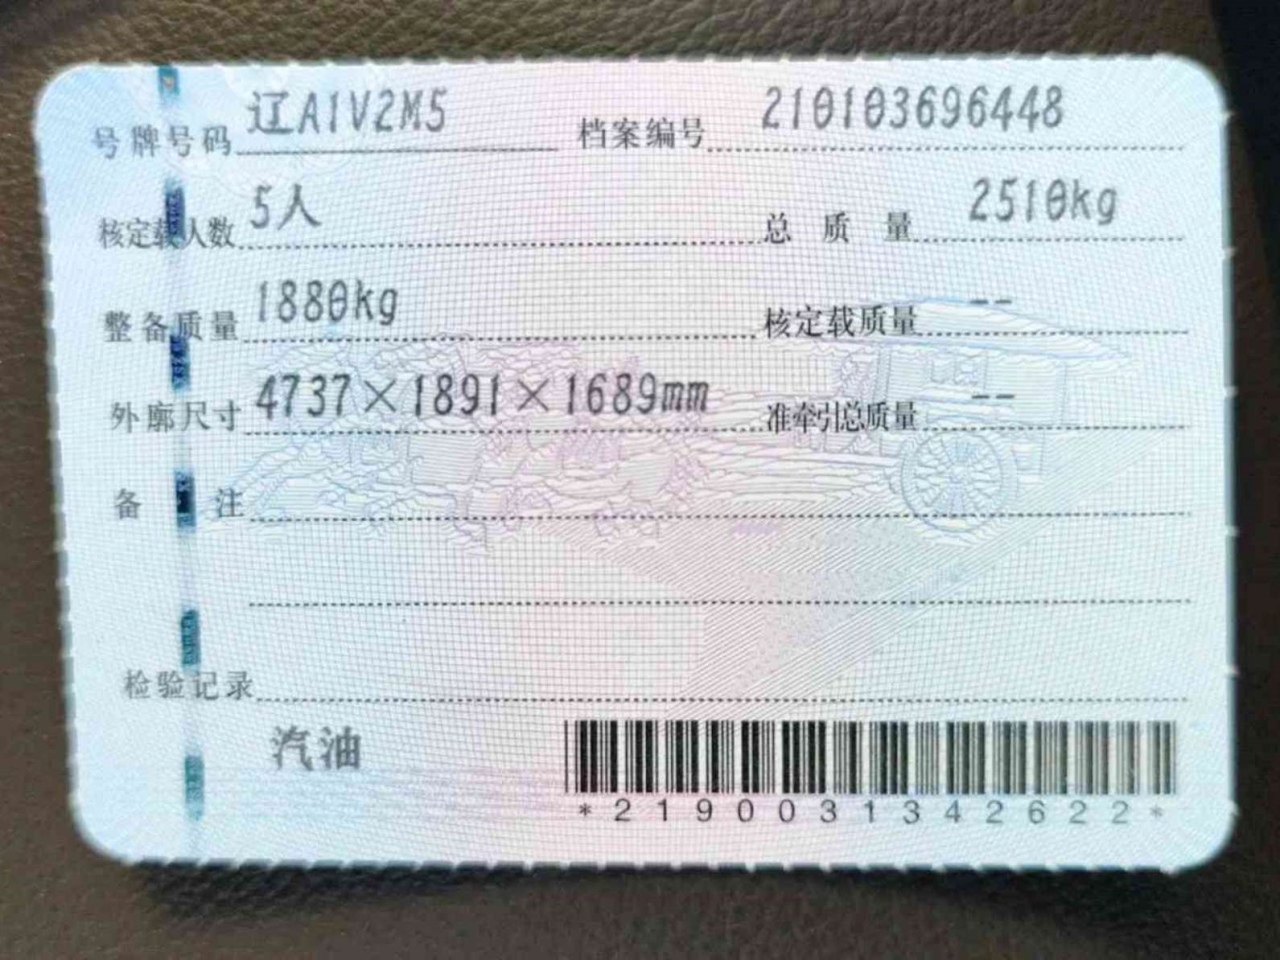 号牌号码 辽A1V2M5 档案编号 210103696448
核定载人数 5人 总质量 2510kg
整备质量 1880kg 核定载质量 --
外廓尺寸 4737×1891×1689mm 准牵引总质量 --
备注
检验记录
汽油
*2190031342622*